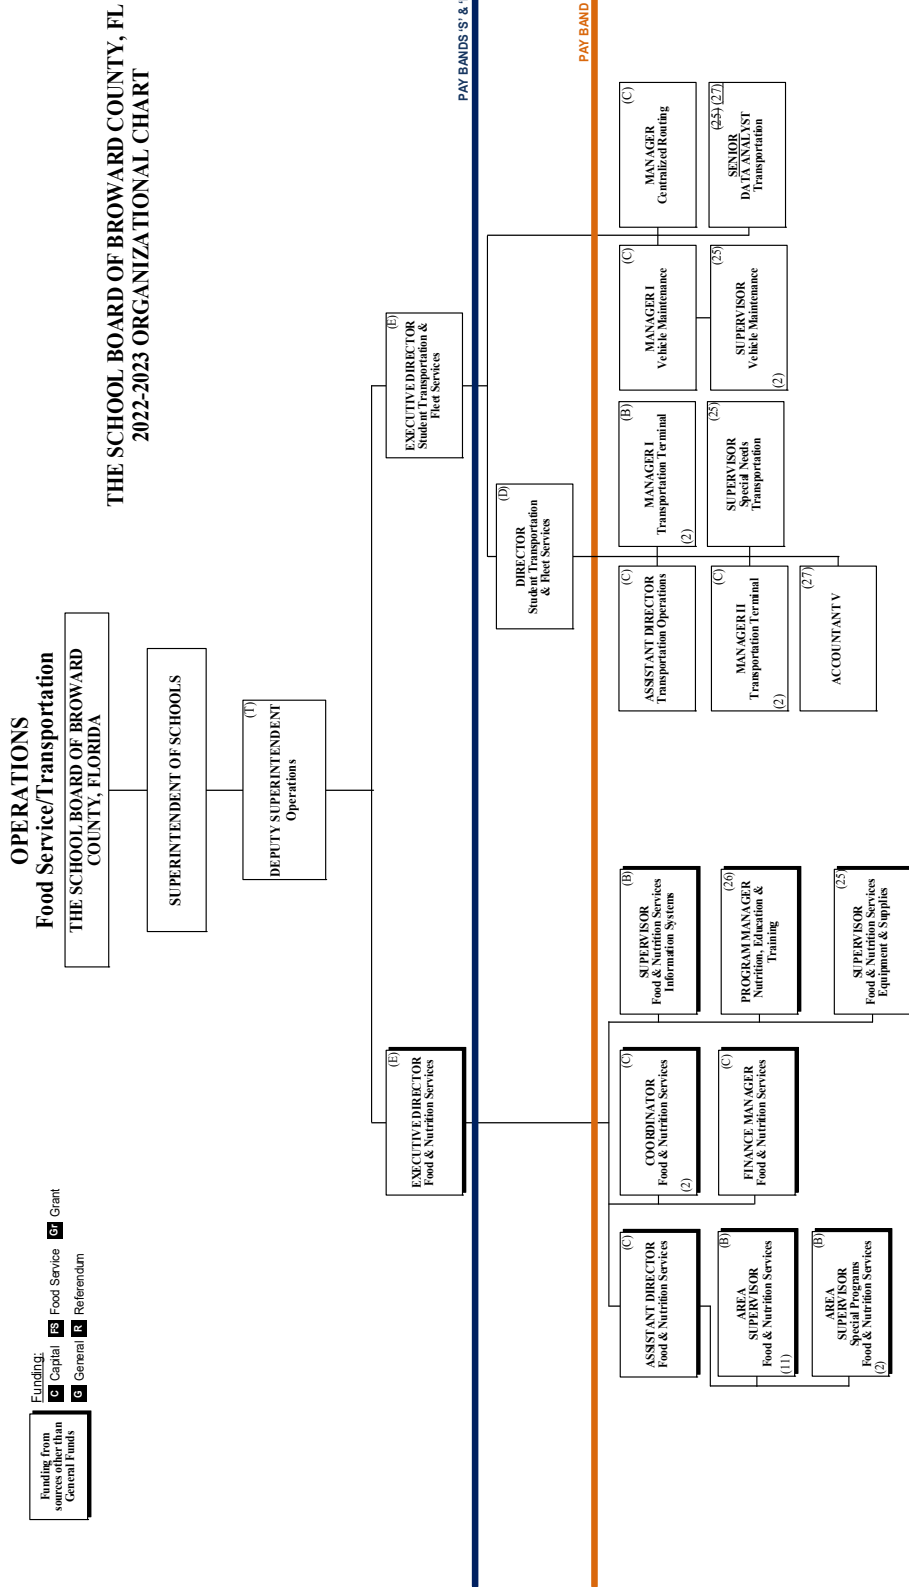 OPERATIONS
Food Service/Transportation
THE SCHOOL BOARD OF BROWARD COUNTY, FL
2022-2023 ORGANIZATIONAL CHART
Funding from
sources other than
General Funds
Funding:
C Capital FS Food Service Gr Grant
G General R Referendum
THE SCHOOL BOARD OF BROWARD
COUNTY, FLORIDA
SUPERINTENDENT OF SCHOOLS
(T)
DEPUTY SUPERINTENDENT
Operations
(E)
EXECUTIVE DIRECTOR
Food & Nutrition Services
(E)
EXECUTIVE DIRECTOR
Student Transportation &
Fleet Services
PAY BANDS 'S' & '
(D)
DIRECTOR
Student Transportation
& Fleet Services
PAY BAND
(C)
ASSISTANT DIRECTOR
Food & Nutrition Services
(B)
AREA
SUPERVISOR
Food & Nutrition Services
(11)
(B)
AREA
SUPERVISOR
Special Programs
Food & Nutrition Services
(2)
(C)
COORDINATOR
Food & Nutrition Services
(2)
(C)
FINANCE MANAGER
Food & Nutrition Services
(B)
SUPERVISOR
Food & Nutrition Services
Information Systems
(26)
PROGRAM MANAGER
Nutrition, Education &
Training
(25)
SUPERVISOR
Food & Nutrition Services
Equipment & Supplies
(C)
ASSISTANT DIRECTOR
Transportation Operations
(C)
MANAGER II
Transportation Terminal
(2)
(27)
ACCOUNTANT V
(B)
MANAGER I
Transportation Terminal
(2)
(25)
SUPERVISOR
Special Needs
Transportation
(C)
MANAGER I
Vehicle Maintenance
(25)
SUPERVISOR
Vehicle Maintenance
(2)
(C)
MANAGER
Centralized Routing
(25) (27)
SENIOR
DATA ANALYST
Transportation